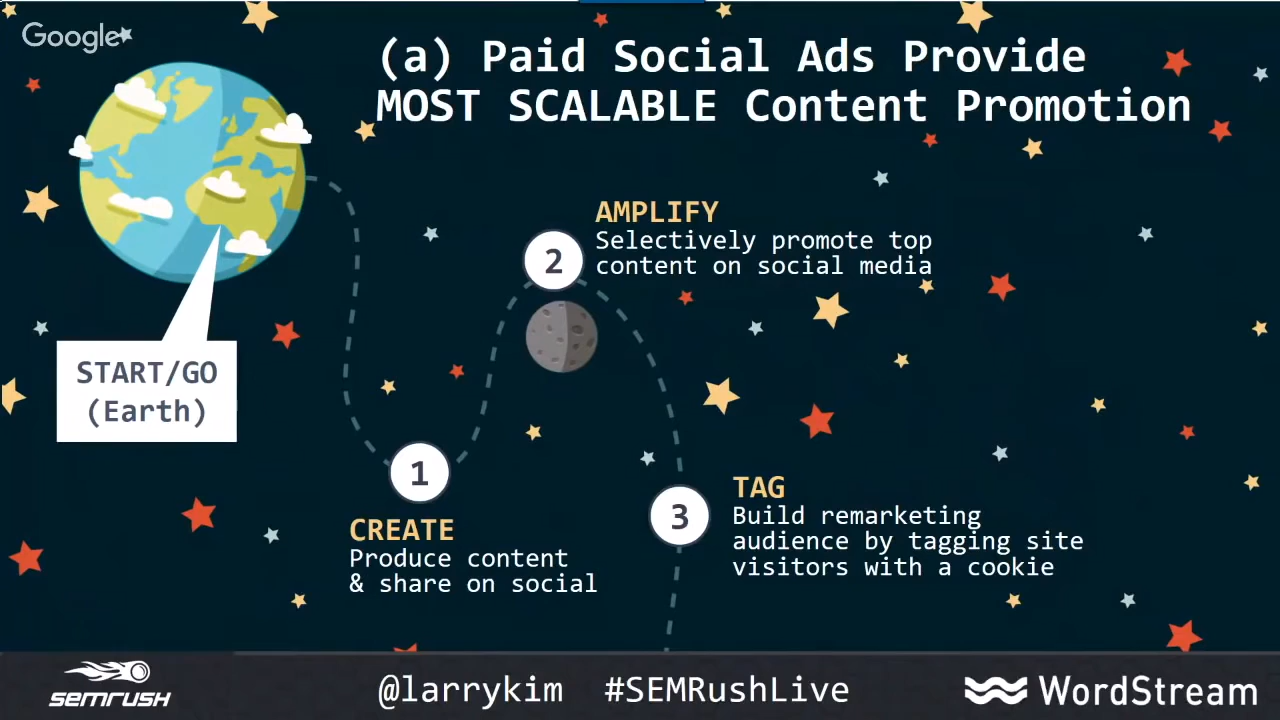 Google
(a) Paid Social Ads Provide
MOST SCALABLE Content Promotion
AMPLIFY
Selectively promote top
content on social media
2
START/GO
(Earth)
1
CREATE
Produce content
& share on social
3
TAG
Build remarketing
audience by tagging site
visitors with a cookie
semrush
@larrykim
#SEMRushLive
WordStream